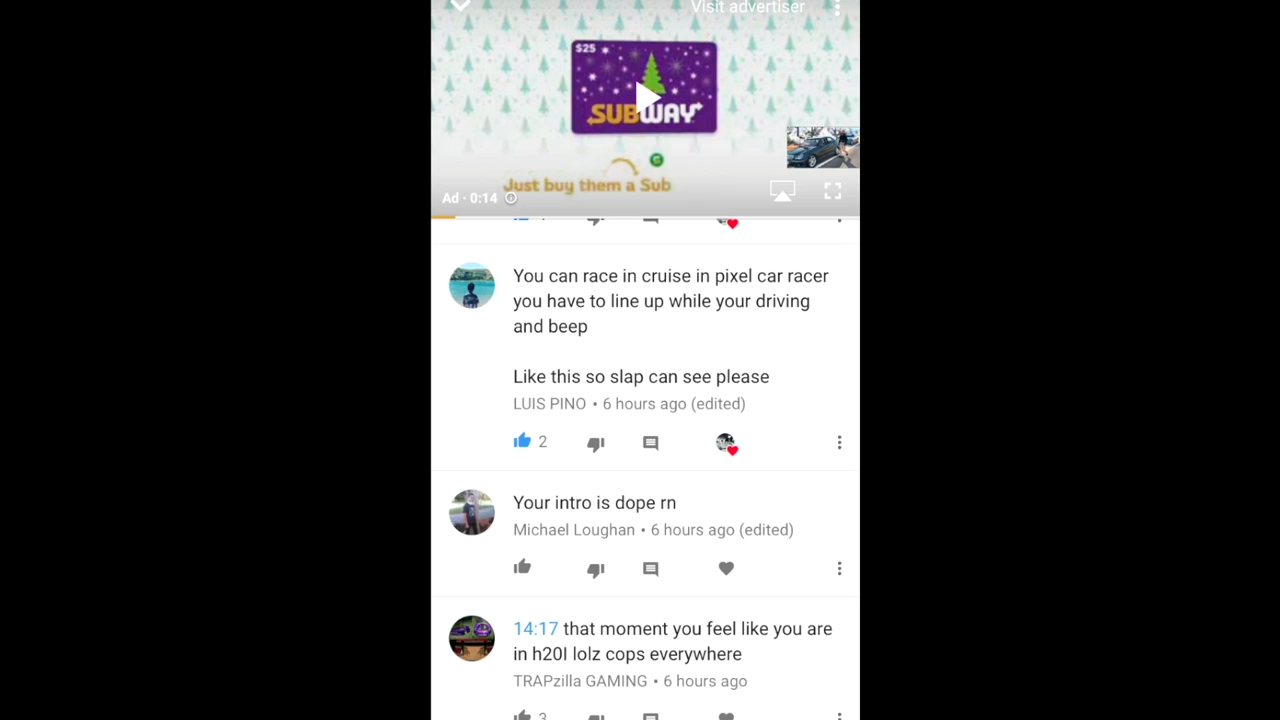 Visit advertiser
$25
SUBWAY
Just buy them a Sub
Ad · 0:14
You can race in cruise in pixel car racer
you have to line up while your driving
and beep
Like this so slap can see please
LUIS PINO • 6 hours ago (edited)
2
Your intro is dope rn
Michael Loughan • 6 hours ago (edited)
14:17 that moment you feel like you are
in h20I lolz cops everywhere
TRAPzilla GAMING • 6 hours ago
3